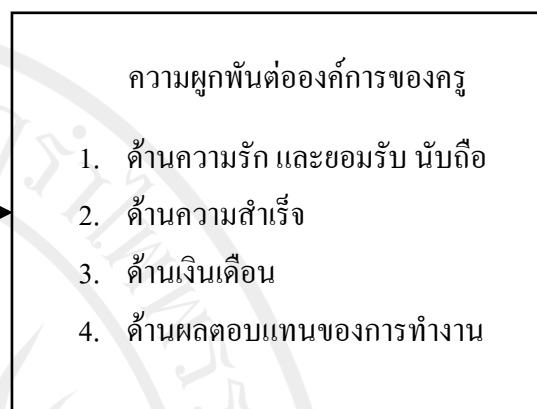 ความผูกพันต่อองค์การของครู
1. ด้านความรัก และยอมรับ นับถือ
2. ด้านความสำเร็จ
3. ด้านเงินเดือน
4. ด้านผลตอบแทนของการทำงาน